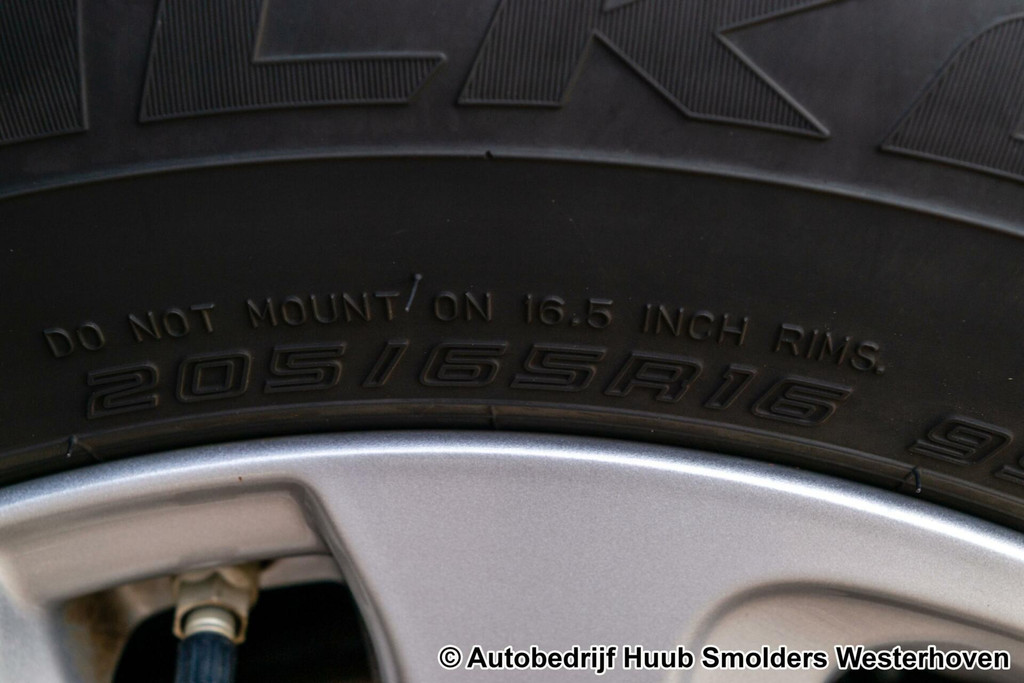 DO NOT MOUNT ON 16.5 INCH RIMS.
205/65R16
© Autobedrijf Huub Smolders Westerhoven